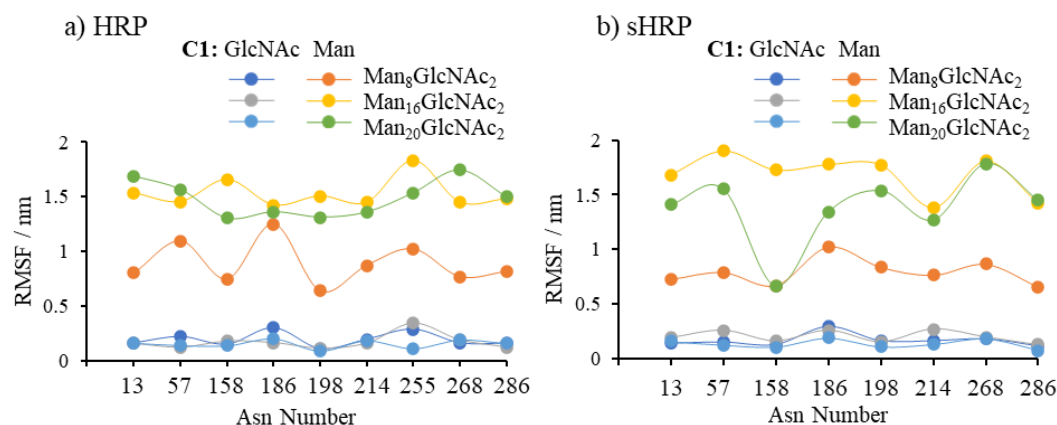 a) HRP
C1: GlcNAc Man
Man₈GlcNAc₂
Man₁₆GlcNAc₂
Man₂₀GlcNAc₂
2
1.5
1
0.5
0
RMSF / nm
13 57 158 186 198 214 255 268 286
Asn Number
b) sHRP
C1: GlcNAc Man
Man₈GlcNAc₂
Man₁₆GlcNAc₂
Man₂₀GlcNAc₂
2
1.5
1
0.5
0
RMSF / nm
13 57 158 186 198 214 268 286
Asn Number